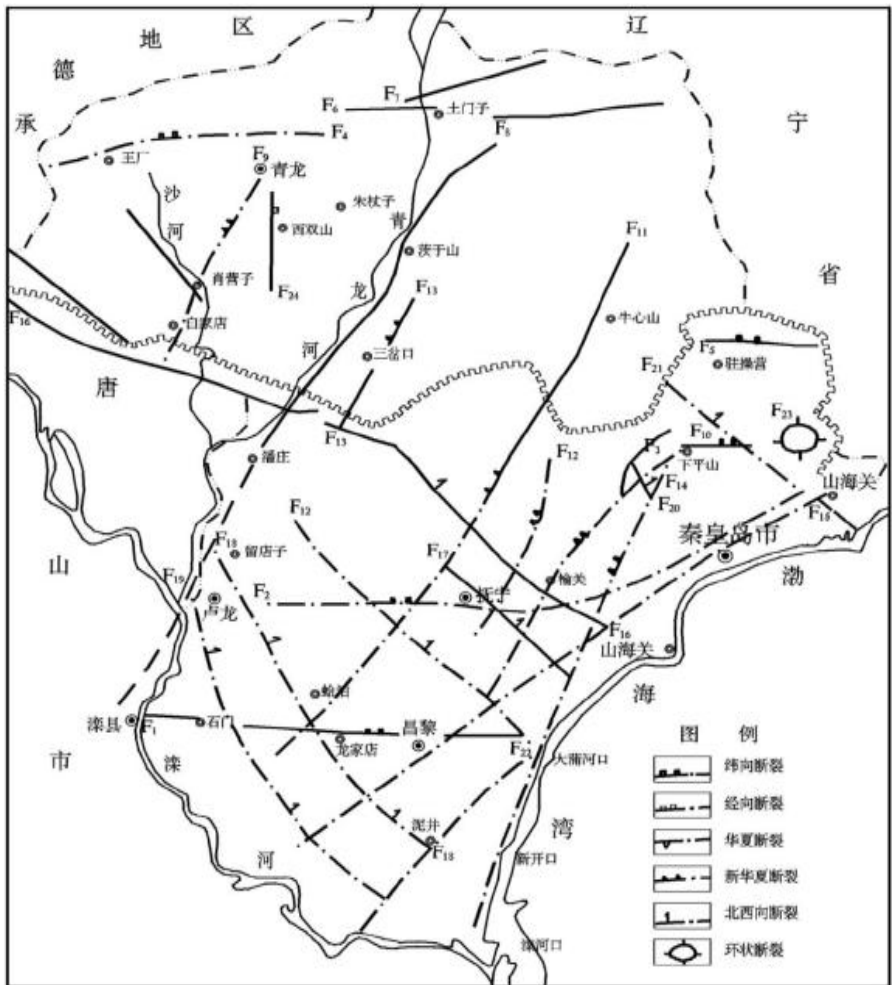 承
德
地
区
辽
宁
省
F₇
F₆
土门子
F₈
F₄
王厂
F₉
青龙
沙
河
朱杖子
西双山
青
龙
河
茨于山
F₁₁
肖营子
F₂₄
F₁₃
F₁₆
白家店
三岔口
牛心山
F₅
驻操营
唐
山
市
F₂₁
F₂₃
F₁₃
F₁₀
F₃
下平山
潘庄
F₁₂
F₁₄
山海关
F₁₂
F₂₀
F₁₅
秦皇岛市
渤
海
湾
F₁₈
留店子
F₁₇
榆关
F₁₉
F₂
卢龙
抚宁
F₁₆
山海关
蛤泊
滦县
F₁
石门
昌黎
龙家店
F₂₂
大蒲河口
滦
河
泥井
F₁₈
新开口
滦河口
图 例
纬向断裂
经向断裂
华夏断裂
新华夏断裂
北西向断裂
环状断裂